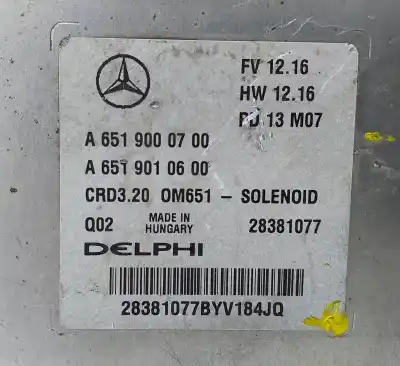 FV 12.16
HW 12.16
PD 13 M07
A 651 900 07 00
A 651 901 06 00
CRD3.20 OM651 - SOLENOID
Q02 MADE IN HUNGARY 28381077
DELPHI
28381077BYV184JQ